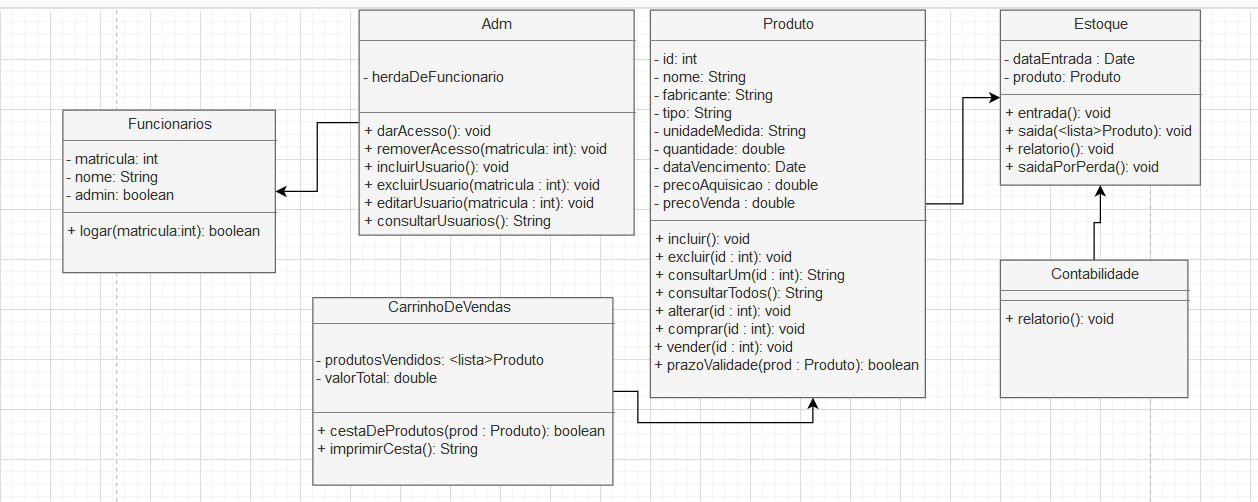 Adm
- herdaDeFuncionario
+ darAcesso(): void
+ removerAcesso(matricula: int): void
+ incluirUsuario(): void
+ excluirUsuario(matricula : int): void
+ editarUsuario(matricula : int): void
+ consultarUsuarios(): String
Produto
- id: int
- nome: String
- fabricante: String
- tipo: String
- unidadeMedida: String
- quantidade: double
- dataVencimento: Date
- precoAquisicao : double
- precoVenda : double
+ incluir(): void
+ excluir(id : int): void
+ consultarUm(id : int): String
+ consultarTodos(): String
+ alterar(id : int): void
+ comprar(id : int): void
+ vender(id : int): void
+ prazoValidade(prod : Produto): boolean
Estoque
- dataEntrada : Date
- produto: Produto
+ entrada(): void
+ saida(<lista>Produto): void
+ relatorio(): void
+ saidaPorPerda(): void
Funcionarios
- matricula: int
- nome: String
- admin: boolean
+ logar(matricula:int): boolean
CarrinhoDeVendas
- produtosVendidos: <lista>Produto
- valorTotal: double
+ cestaDeProdutos(prod : Produto): boolean
+ imprimirCesta(): String
Contabilidade
+ relatorio(): void